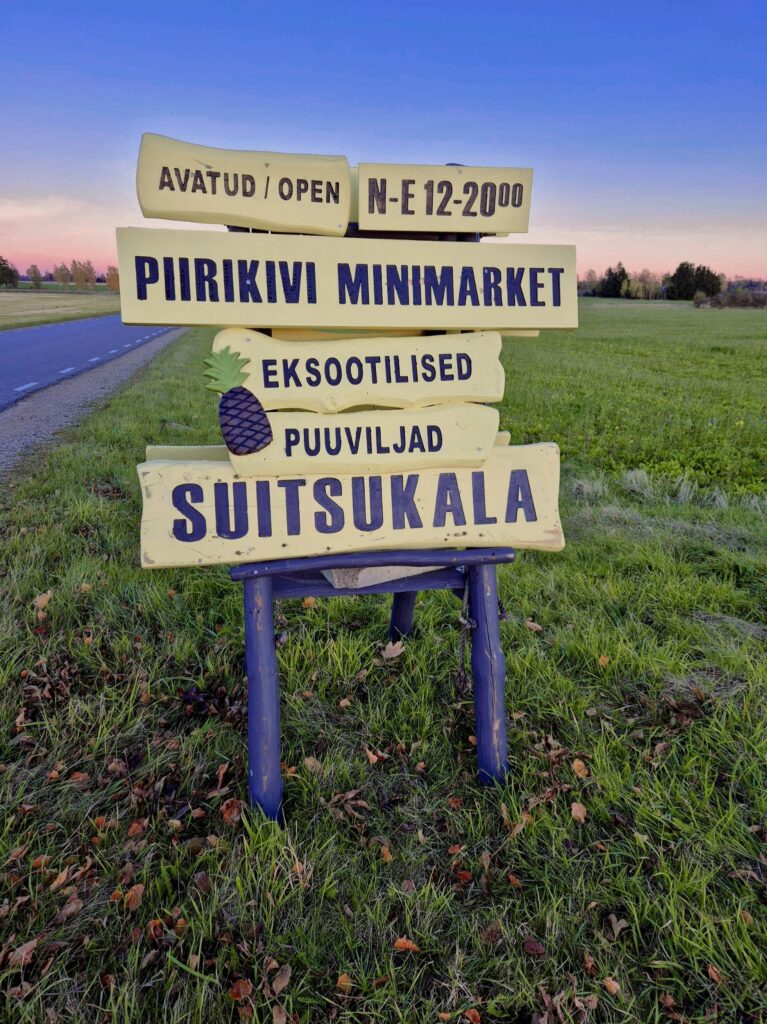 AVATUD / OPEN N-E 12-20⁰⁰
PIIRIKIVI MINIMARKET
EKSOOTILISED
PUUVILJAD
SUITSUKALA